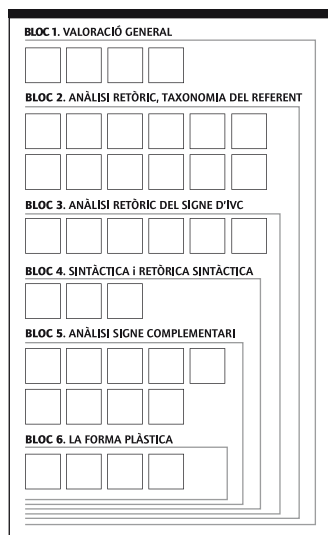 BLOC 1. VALORACIÓ GENERAL
BLOC 2. ANÀLISI RETÒRIC, TAXONOMIA DEL REFERENT
BLOC 3. ANÀLISI RETÒRIC DEL SIGNE D'IVC
BLOC 4. SINTÀCTICA i RETÒRICA SINTÀCTICA
BLOC 5. ANÀLISI SIGNE COMPLEMENTARI
BLOC 6. LA FORMA PLÀSTICA